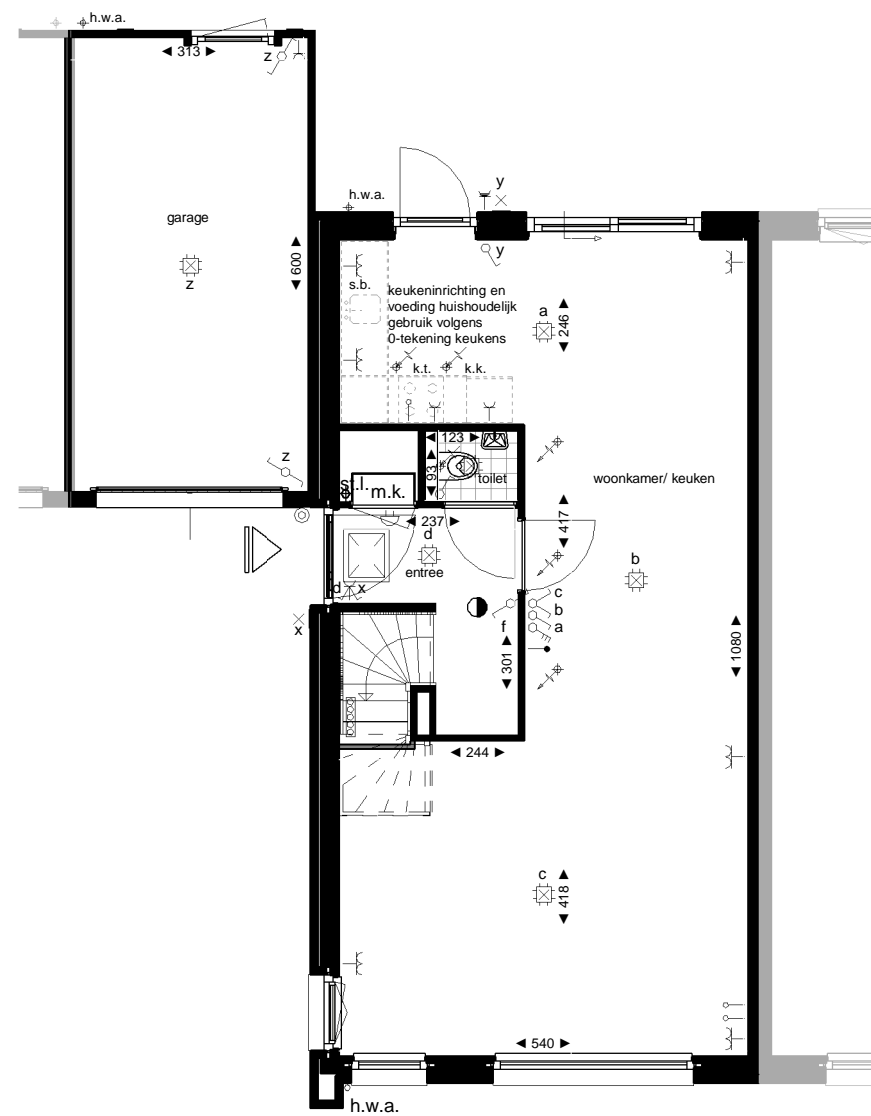 h.w.a.
313
z
garage
600
z
h.w.a.
y
y
s.b.
keukeninrichting en
voeding huishoudelijk
gebruik volgens
0-tekening keukens
a
246
k.t.
k.k.
z
123
93
toilet
m.k.
woonkamer/ keuken
237
417
d
entree
b
d
x
x
c
b
a
f
301
1080
244
c
418
540
h.w.a.